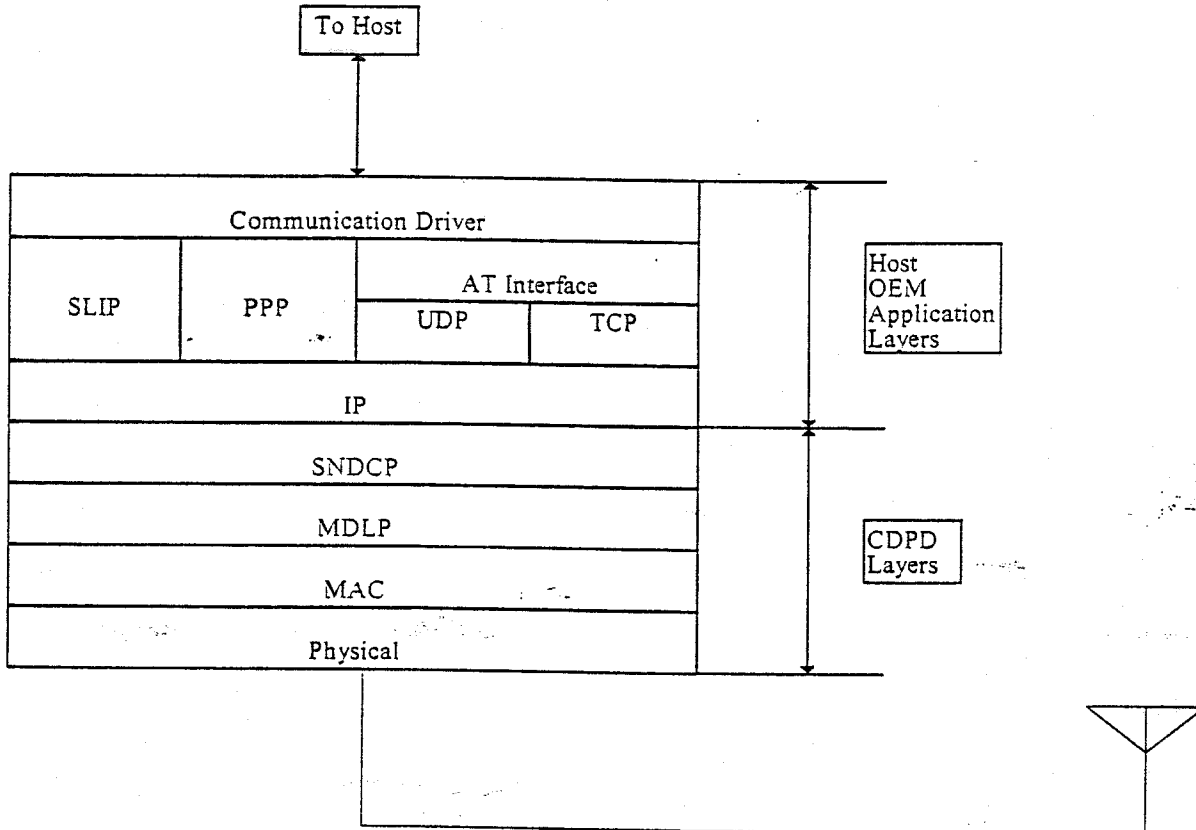 To Host
Communication Driver
SLIP
PPP
AT Interface
UDP
TCP
IP
SNDCP
MDLP
MAC
Physical
Host
OEM
Application
Layers
CDPD
Layers